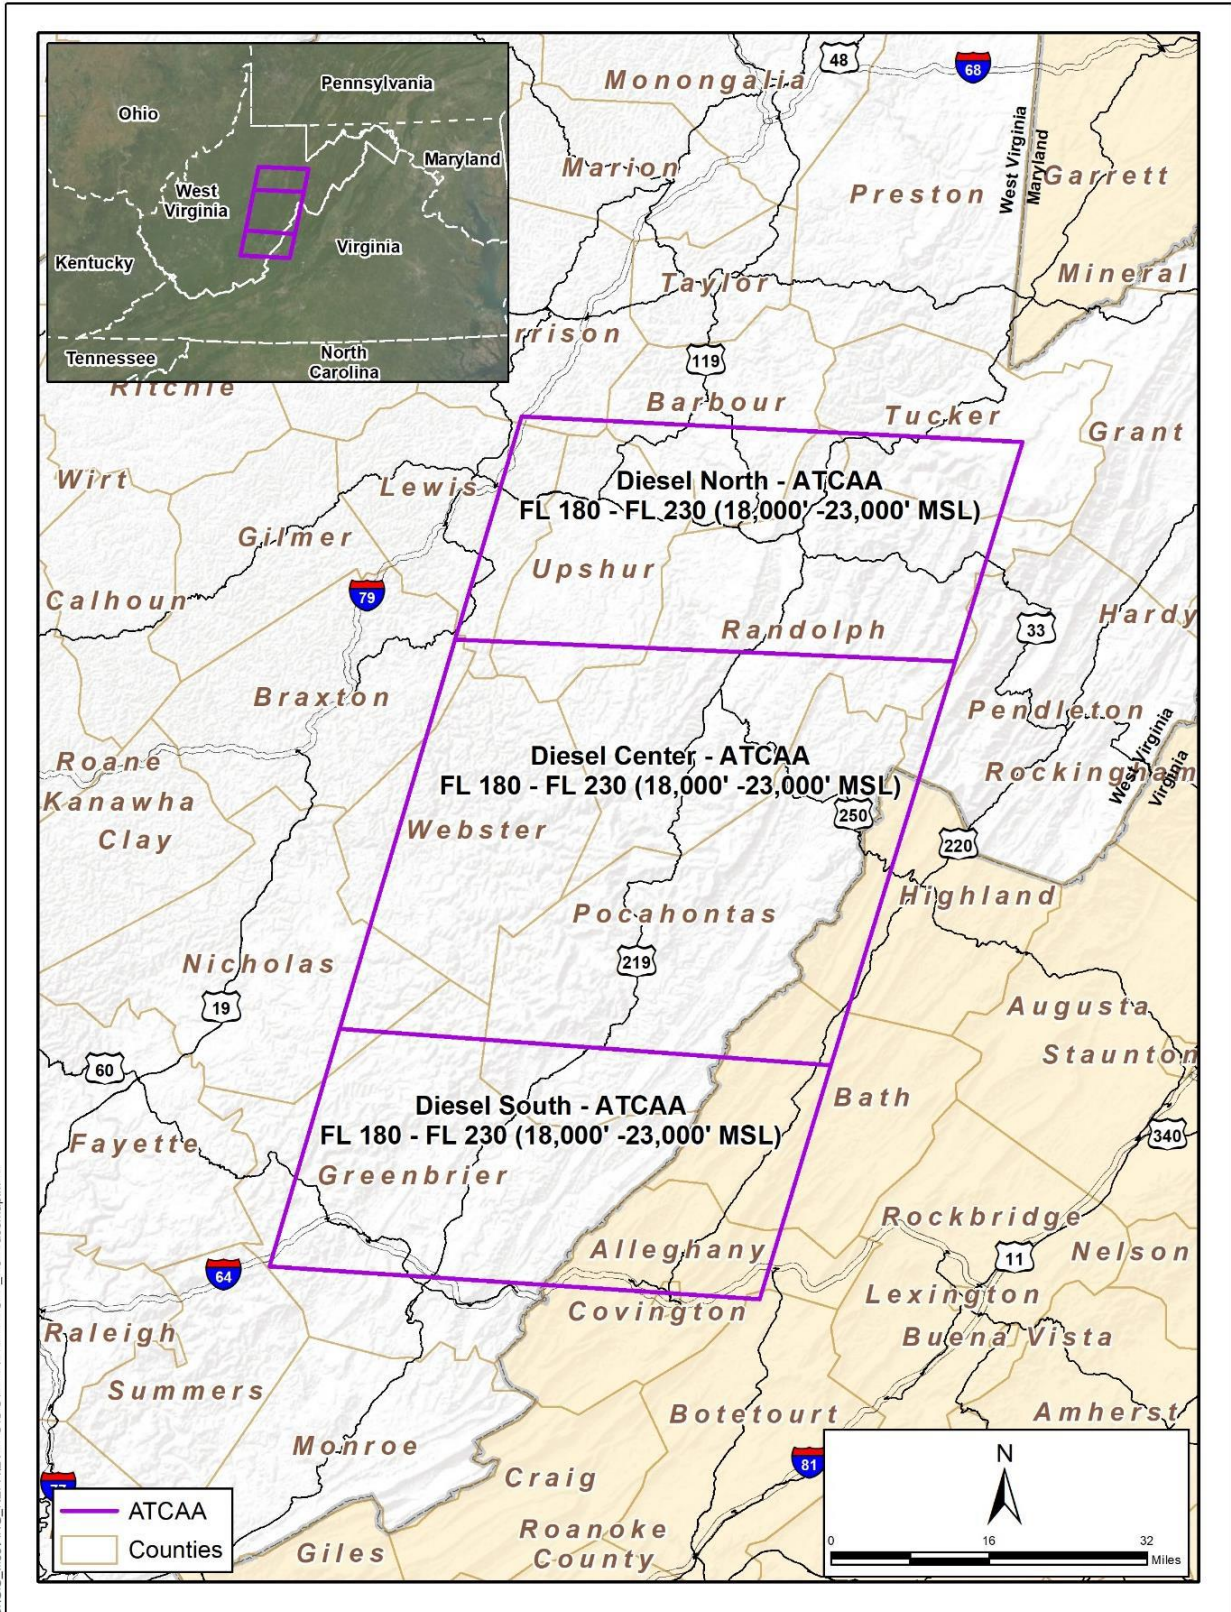 Pennsylvania
Ohio
Maryland
West
Virginia
Virginia
Kentucky
Tennessee
North
Carolina
48
68
Monongalia
Marion
Preston
West Virginia
Maryland
Garrett
Mineral
Taylor
rrison
119
Ritchie
Barbour
Tucker
Grant
Wirt
Lewis
Diesel North - ATCAA
FL 180 - FL 230 (18,000' -23,000' MSL)
Gilmer
Upshur
79
Calhoun
Hardy
33
Randolph
Braxton
Pendleton
West Virginia
Virginia
Roane
Diesel Center - ATCAA
FL 180 - FL 230 (18,000' -23,000' MSL)
Rockingham
Kanawha
Clay
Webster
250
220
Highland
Pocahontas
Nicholas
219
19
Augusta
Staunton
60
Bath
Diesel South - ATCAA
FL 180 - FL 230 (18,000' -23,000' MSL)
340
Fayette
Greenbrier
Rockbridge
Alleghany
11
Nelson
64
Lexington
Covington
Raleigh
Buena Vista
Summers
Botetourt
Amherst
Monroe
81
Craig
77
Roanoke
County
Giles
ATCAA
Counties
N
0 16 32
Miles